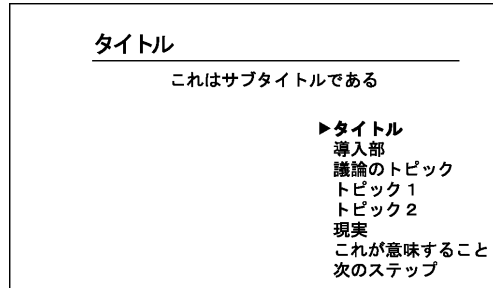 タイトル
これはサブタイトルである
▶タイトル
導入部
議論のトピック
トピック１
トピック２
現実
これが意味すること
次のステップ